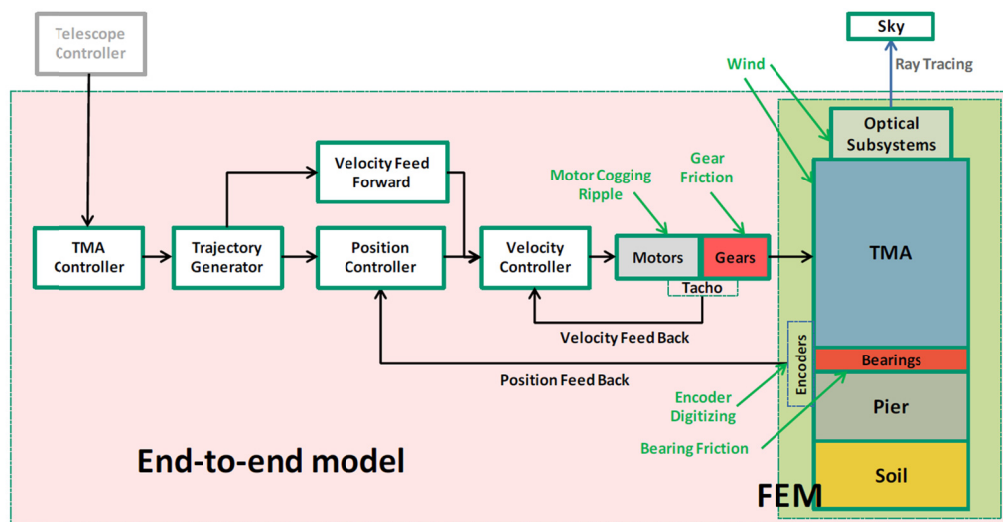 Telescope
Controller
Sky
Ray Tracing
Wind
Optical
Subsystems
Velocity Feed
Forward
Motor Cogging
Ripple
Gear
Friction
TMA
Controller
Trajectory
Generator
Position
Controller
Velocity
Controller
Motors
Gears
TMA
Tacho
Velocity Feed Back
Encoders
Position Feed Back
Bearings
Encoder
Digitizing
Pier
Bearing Friction
End-to-end model
Soil
FEM